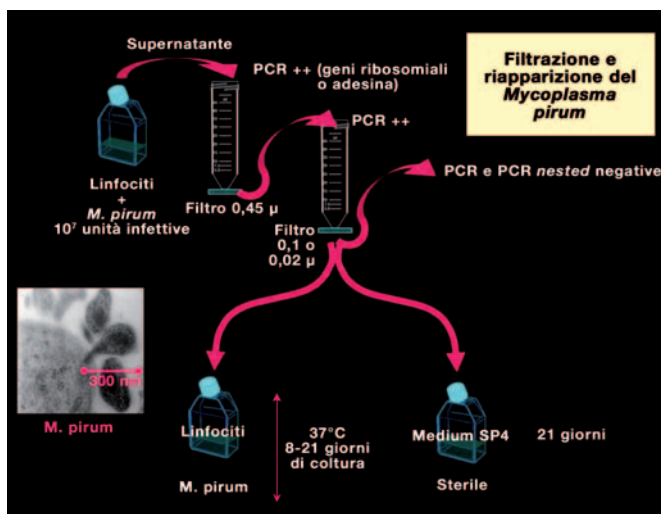 Filtrazione e
riapparizione del
Mycoplasma
pirum
Supernatante
PCR ++ (geni ribosomiali
o adesina)
PCR ++
PCR e PCR nested negative
Linfociti
+
M. pirum
10⁷ unità infettive
Filtro 0,45 µ
Filtro
0,1 o
0,02 µ
300 nm
M. pirum
Linfociti
M. pirum
37°C
8-21 giorni
di coltura
Medium SP4
21 giorni
Sterile